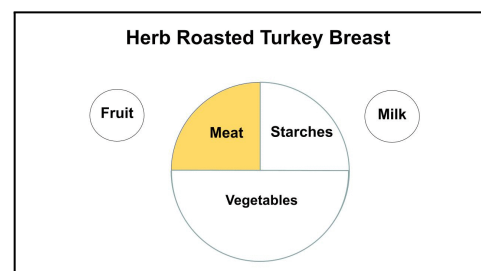 Herb Roasted Turkey Breast
Fruit
Meat
Starches
Milk
Vegetables